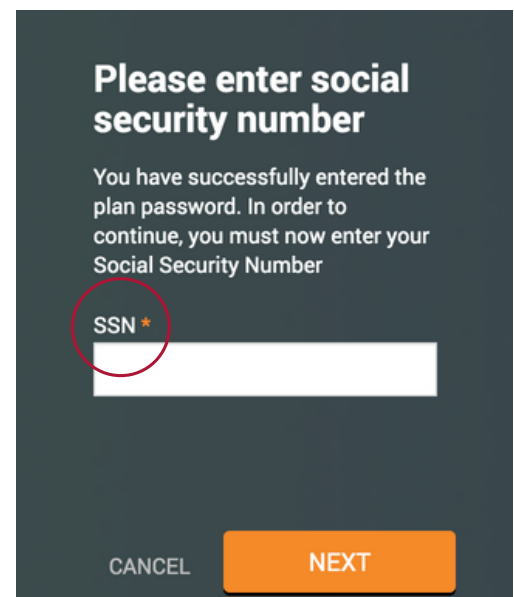 Please enter social
security number
You have successfully entered the
plan password. In order to
continue, you must now enter your
Social Security Number
SSN *
CANCEL
NEXT